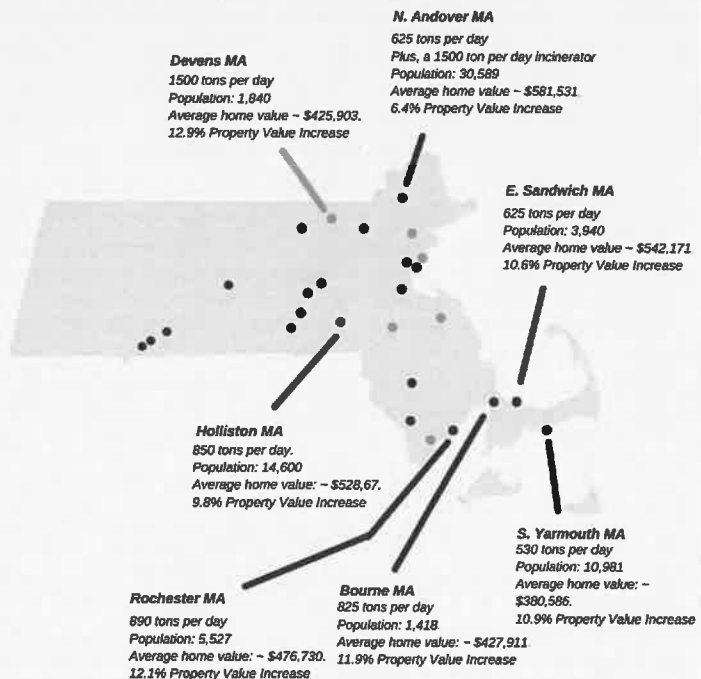 N. Andover MA
625 tons per day
Plus, a 1500 ton per day incinerator
Population: 30,589
Average home value ~ $581,531.
6.4% Property Value Increase
Devens MA
1500 tons per day
Population: 1,840
Average home value ~ $425,903.
12.9% Property Value Increase
E. Sandwich MA
625 tons per day
Population: 3,940
Average home value ~ $542,171
10.6% Property Value Increase
Holliston MA
850 tons per day.
Population: 14,600
Average home value: ~ $528,67.
9.8% Property Value Increase
S. Yarmouth MA
530 tons per day
Population: 10,981
Average home value: ~
$380,586.
10.9% Property Value Increase
Rochester MA
890 tons per day
Population: 5,527
Average home value: ~ $476,730.
12.1% Property Value Increase
Bourne MA
825 tons per day
Population: 1,418
Average home value: ~ $427,911
11.9% Property Value Increase